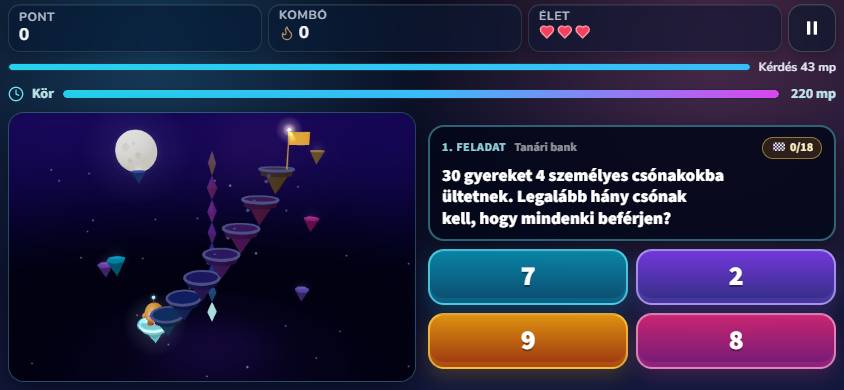 PONT
0
KOMBÓ
0
ÉLET
Kérdés 43 mp
Kör
220 mp
1. FELADAT Tanári bank
0/18
30 gyereket 4 személyes csónakokba
ültetnek. Legalább hány csónak
kell, hogy mindenki beférjen?
7
2
9
8